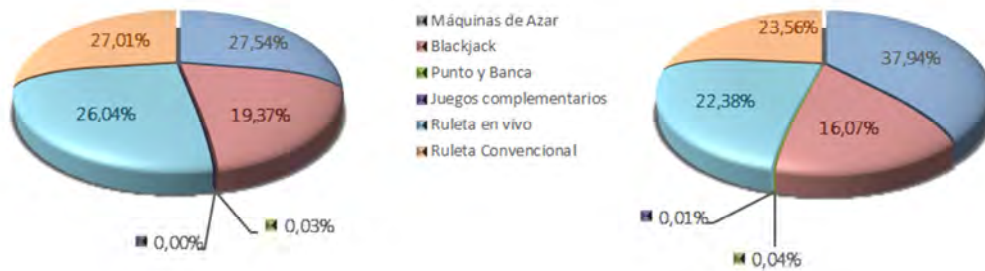 27,01%
27,54%
26,04%
19,37%
0,00%
0,03%
Máquinas de Azar
Blackjack
Punto y Banca
Juegos complementarios
Ruleta en vivo
Ruleta Convencional
23,56%
37,94%
22,38%
16,07%
0,01%
0,04%